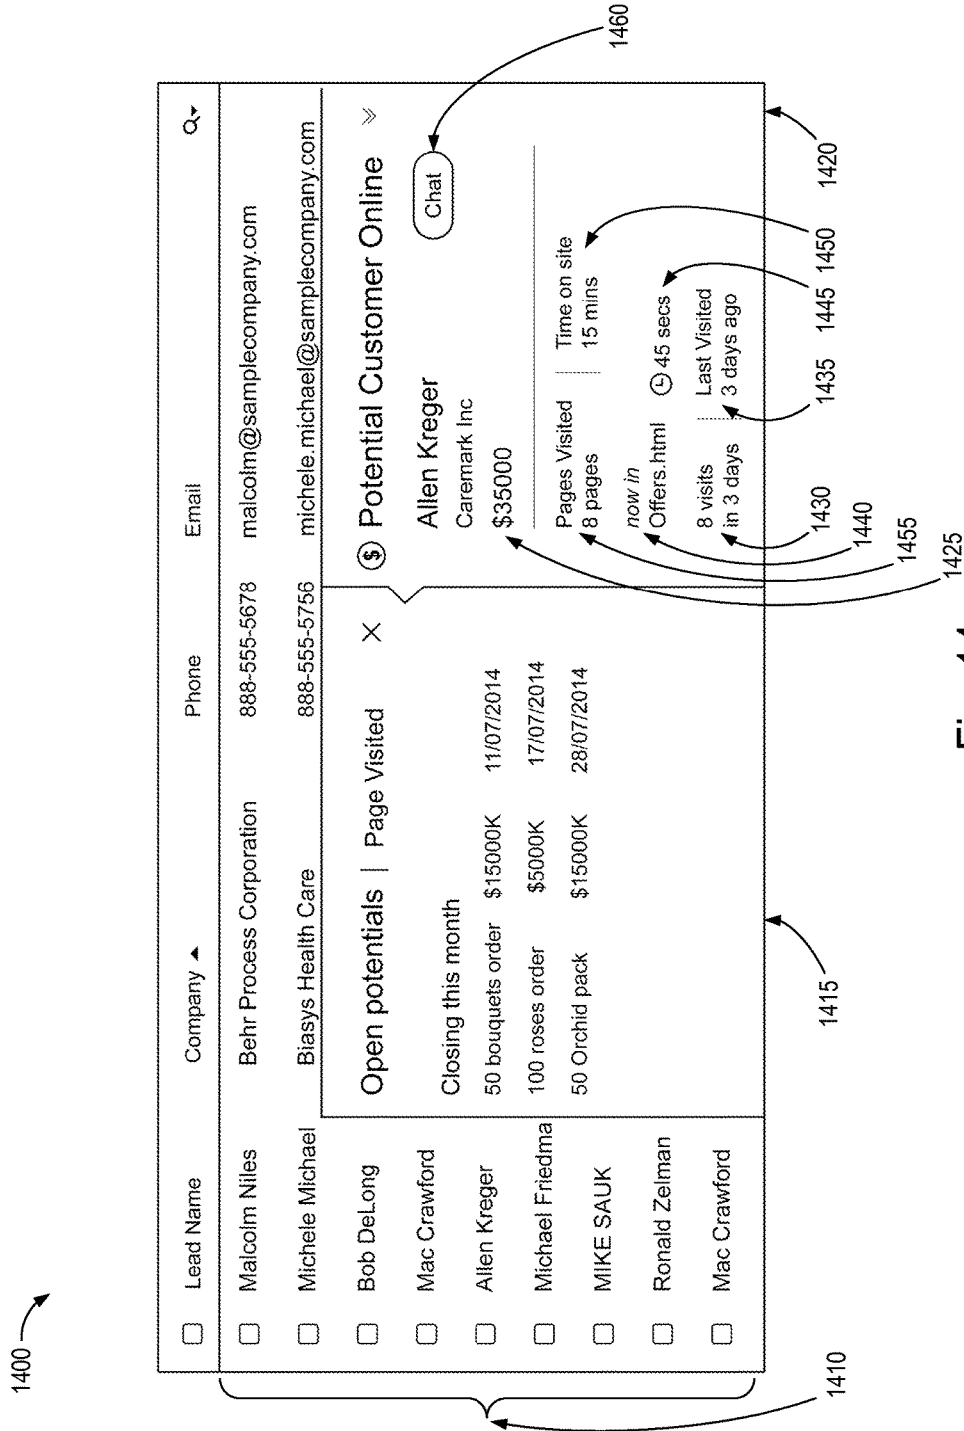 1400
Lead Name Company Phone Email
Malcolm Niles Behr Process Corporation 888-555-5678 malcolm@samplecompany.com
Michele Michael Biasys Health Care 888-555-5756 michele.michael@samplecompany.com
Bob DeLong
Mac Crawford
Allen Kreger
Michael Friedma
MIKE SAUK
Ronald Zelman
Mac Crawford
1410
Open potentials | Page Visited X
Closing this month
50 bouquets order $15000K 11/07/2014
100 roses order $5000K 17/07/2014
50 Orchid pack $15000K 28/07/2014
1415
$ Potential Customer Online
Allen Kreger
Chat
Caremark Inc
$35000
Pages Visited
8 pages
Time on site
15 mins
now in
Offers.html
45 secs
8 visits
in 3 days
Last Visited
3 days ago
1460
1420
1450
1445
1435
1430
1440
1455
1425